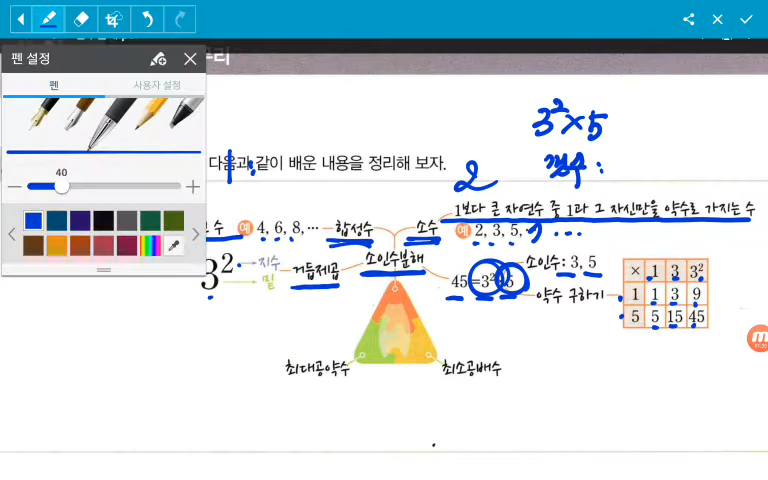 펜 설정
펜
사용자 설정
40
리
다음과 같이 배운 내용을 정리해 보자.
3²×5
갯수:
2
1보다 큰 자연수 중 1과 그 자신만을 약수로 가지는 수
수 예 4, 6, 8, ··· 합성수
소수
예 2, 3, 5, 7 ...
3² 지수
밑
거듭제곱
소인수분해
45=3²×5
소인수: 3, 5
약수 구하기
× 1 3 3²
1 1 3 9
5 5 15 45
최대공약수
최소공배수